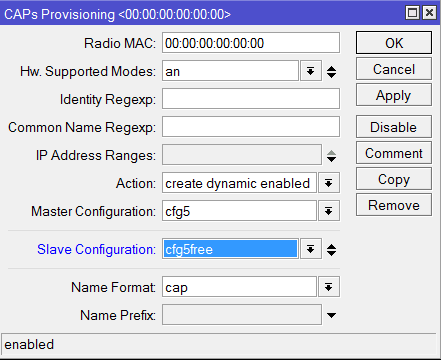 CAPs Provisioning <00:00:00:00:00:00>
Radio MAC: 00:00:00:00:00:00
OK
Hw. Supported Modes: an
Cancel
Identity Regexp:
Apply
Common Name Regexp:
Disable
IP Address Ranges:
Comment
Action: create dynamic enabled
Copy
Master Configuration: cfg5
Remove
Slave Configuration: cfg5free
Name Format: cap
Name Prefix:
enabled